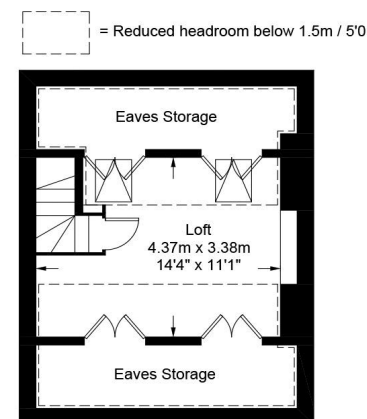 = Reduced headroom below 1.5m / 5'0
Eaves Storage
Loft
4.37m x 3.38m
14'4" x 11'1"
Eaves Storage